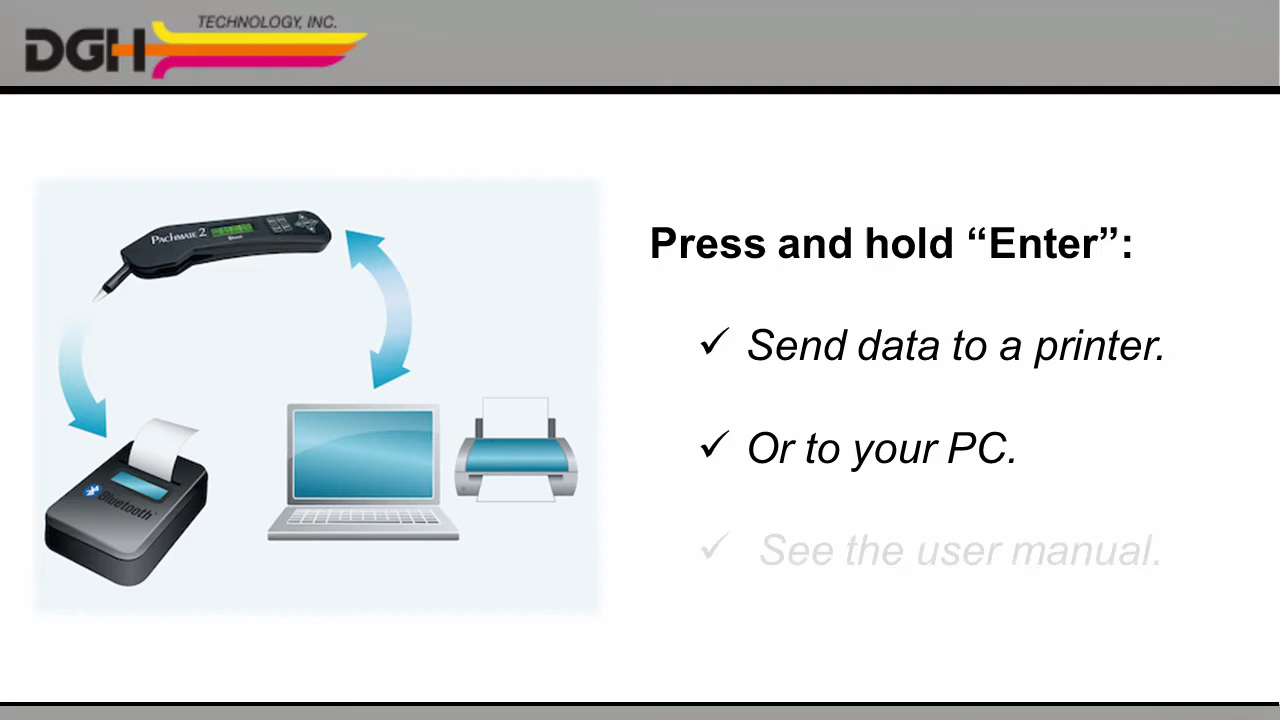 TECHNOLOGY, INC.
DGH
PACHMATE 2
Press and hold “Enter”:
✓ Send data to a printer.
✓ Or to your PC.
✓ See the user manual.
Bluetooth™